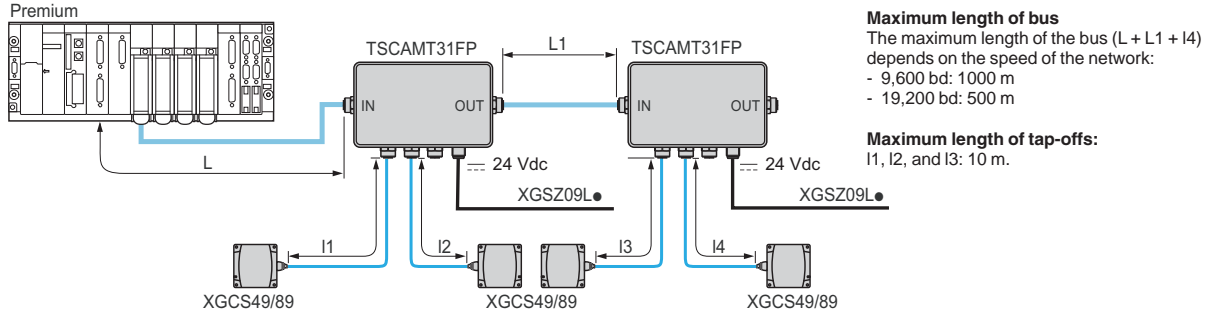 Premium
TSCAMT31FP
L1
TSCAMT31FP
IN
OUT
IN
OUT
L
24 Vdc
24 Vdc
XGSZ09L●
XGSZ09L●
l1
l2
l3
l4
XGCS49/89
XGCS49/89
XGCS49/89
Maximum length of bus
The maximum length of the bus (L + L1 + l4)
depends on the speed of the network:
- 9,600 bd: 1000 m
- 19,200 bd: 500 m
Maximum length of tap-offs:
l1, l2, and l3: 10 m.